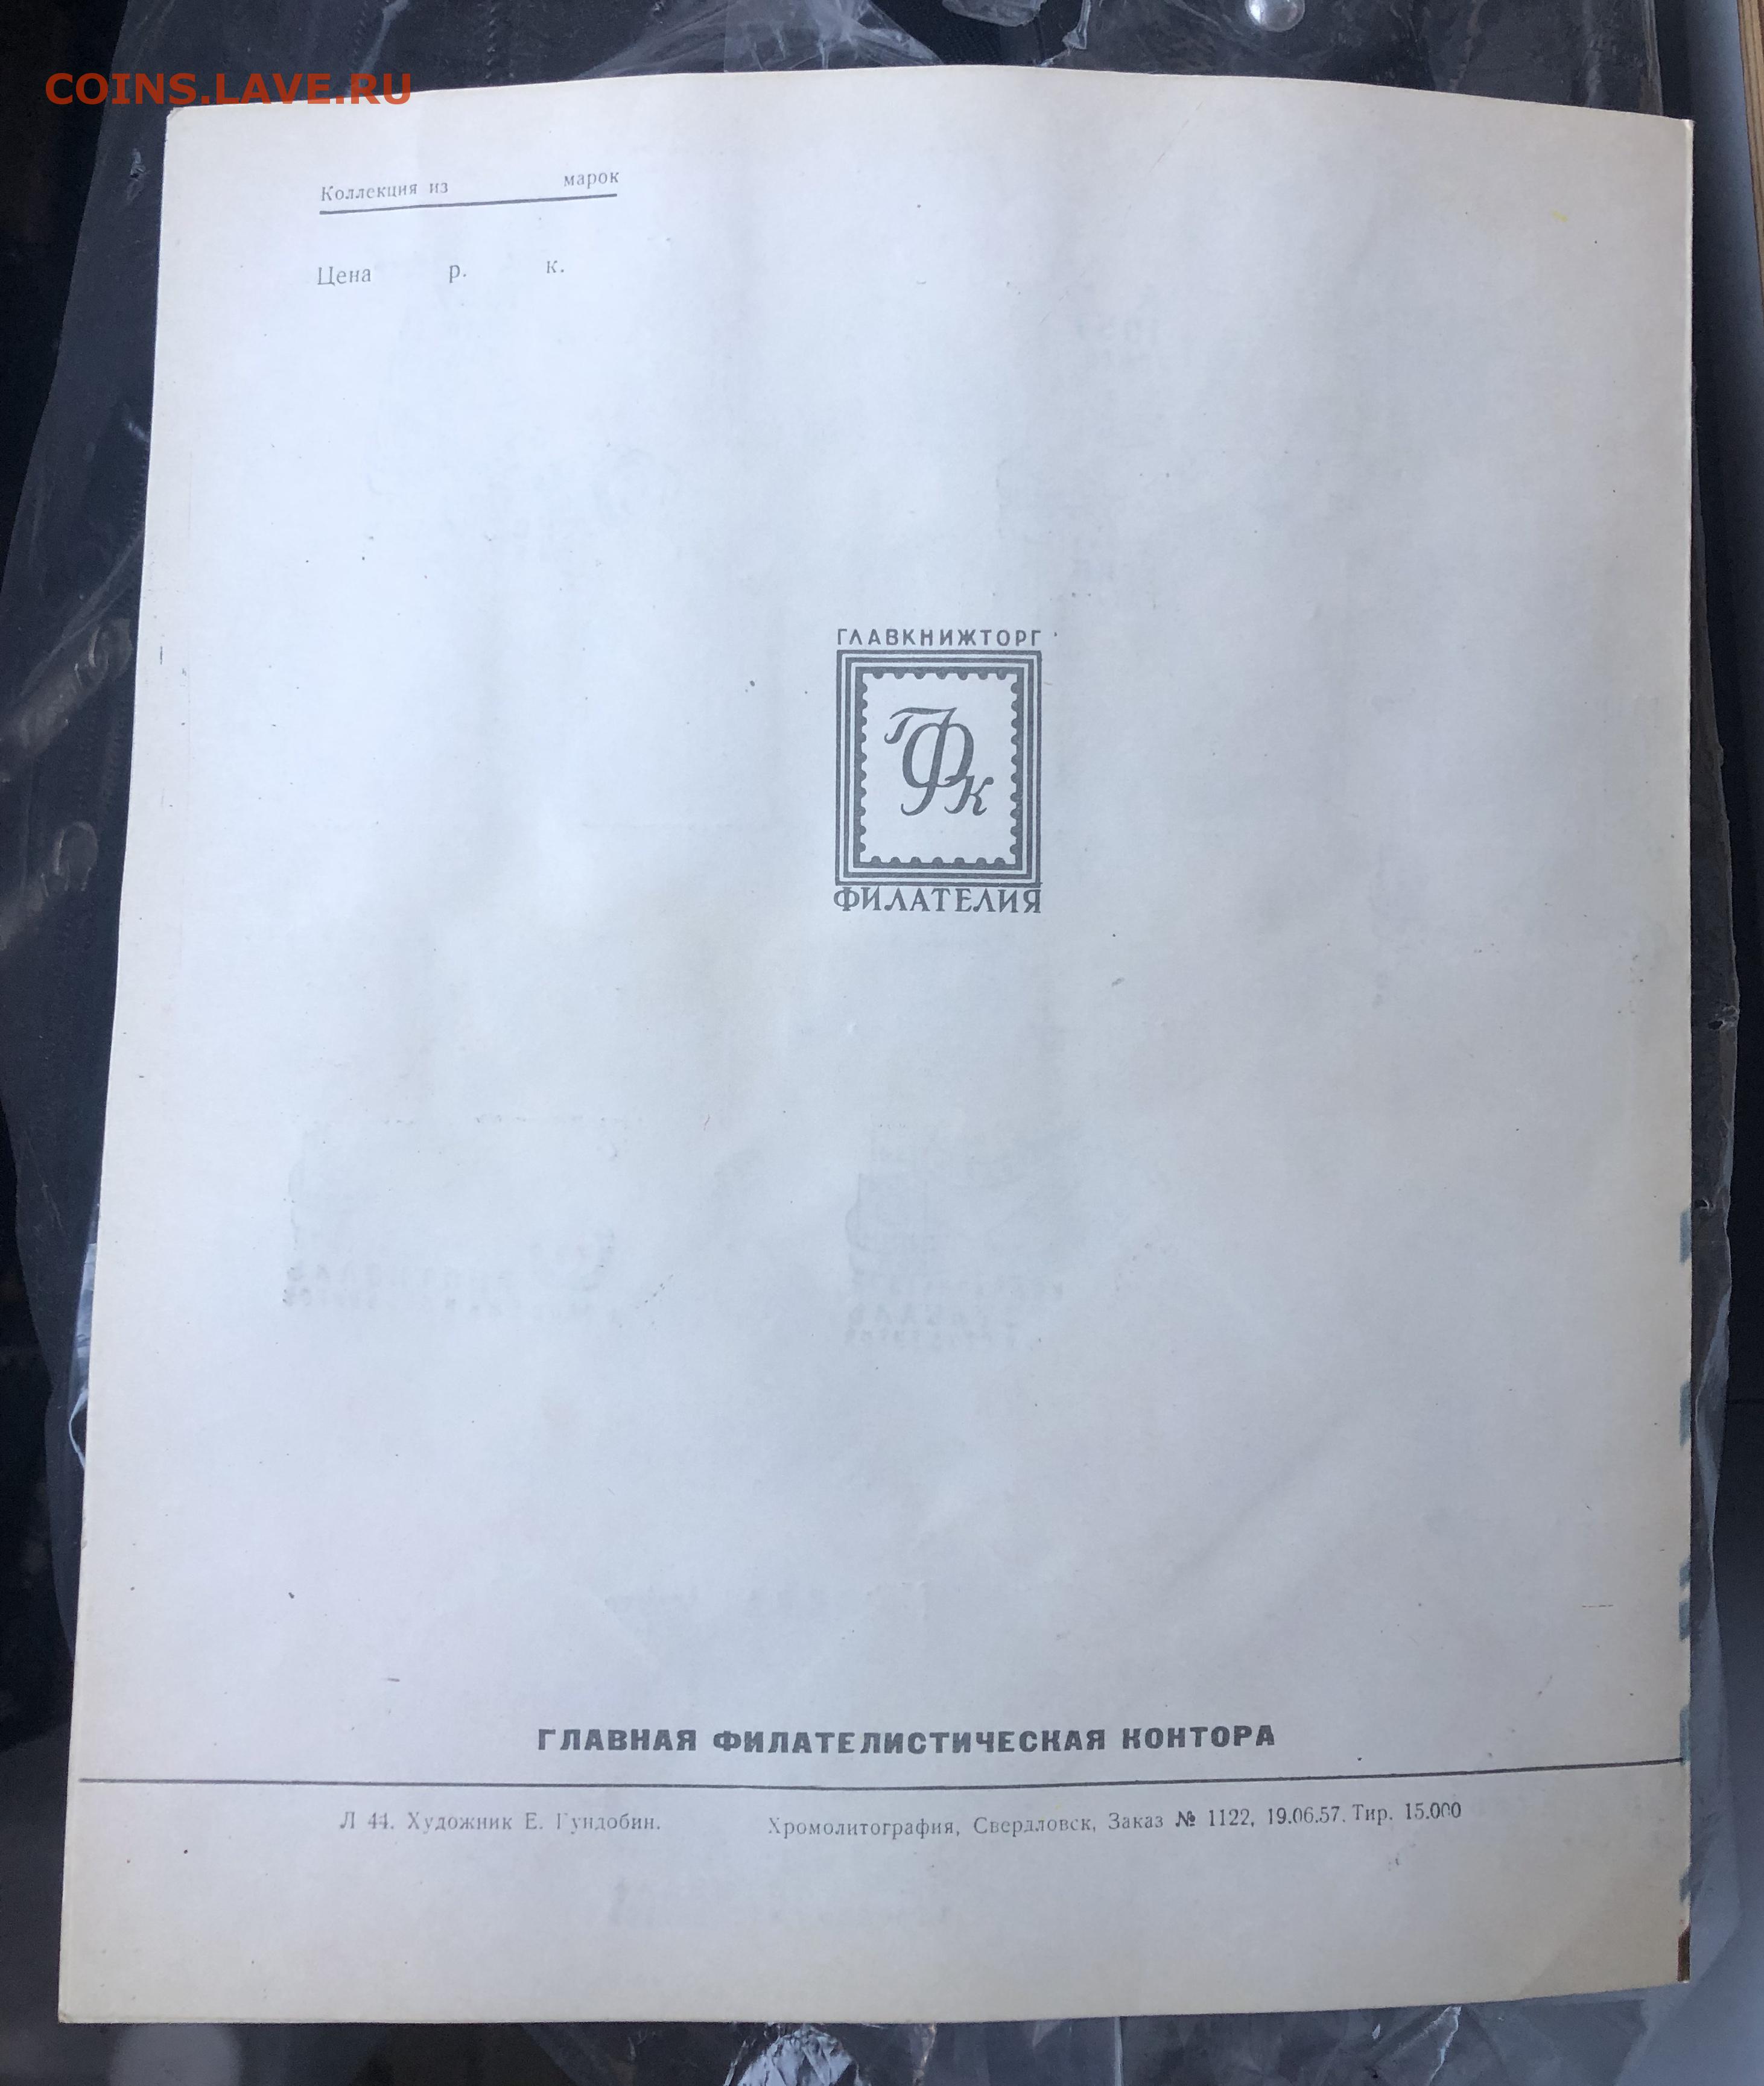 COINS.LAVE.RU
Коллекция из марок
Цена р. к.
ГЛАВКНИЖТОРГ
ГФК
ФИЛАТЕЛИЯ
ГЛАВНАЯ ФИЛАТЕЛИСТИЧЕСКАЯ КОНТОРА
Л 44. Художник Е. Гундобин. Хромолитография, Свердловск, Заказ № 1122, 19.06.57. Тир. 15.000